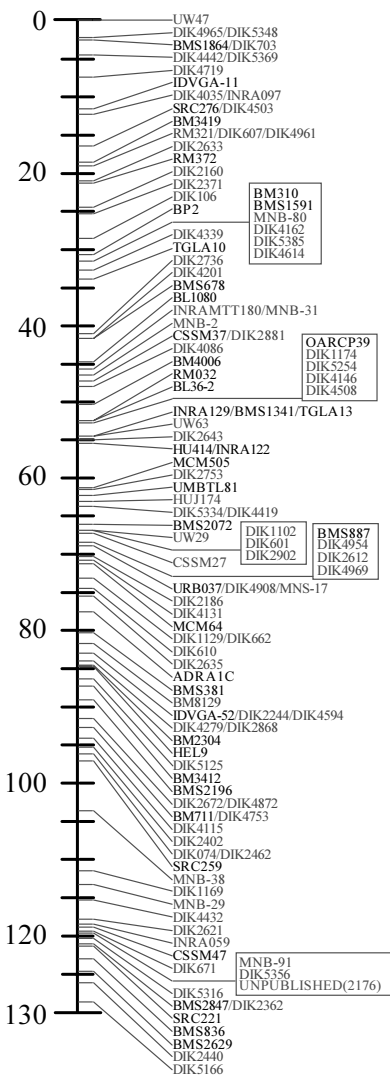 0
UW47
DIK4965/DIK5348
BMS1864/DIK703
DIK4442/DIK5369
DIK4719
IDVGA-11
DIK4035/INRA097
SRC276/DIK4503
BM3419
RM321/DIK607/DIK4961
DIK2633
20
RM372
DIK2160
DIK2371
DIK106
BP2
BM310
BMS1591
MNB-80
DIK4162
DIK5385
DIK4614
DIK4339
TGLA10
DIK2736
DIK4201
BMS678
BL1080
INRAMTT180/MNB-31
40
MNB-2
CSSM37/DIK2881
DIK4086
BM4006
RM032
BL36-2
OARCP39
DIK1174
DIK5254
DIK4146
DIK4508
INRA129/BMS1341/TGLA13
UW63
DIK2643
HU414/INRA122
MCM505
60
DIK2753
UMBTL81
HUJ174
DIK5334/DIK4419
BMS2072
UW29
DIK1102
DIK601
DIK2902
BMS887
DIK4954
DIK2612
DIK4969
CSSM27
URB037/DIK4908/MNS-17
DIK2186
DIK4131
MCM64
80
DIK1129/DIK662
DIK610
DIK2635
ADRA1C
BMS381
BM8129
IDVGA-52/DIK2244/DIK4594
DIK4279/DIK2868
BM2304
HEL9
DIK5125
BM3412
100
BMS2196
DIK2672/DIK4872
BM711/DIK4753
DIK4115
DIK2402
DIK074/DIK2462
SRC259
MNB-38
DIK1169
MNB-29
DIK4432
DIK2621
120
INRA059
CSSM47
DIK671
MNB-91
DIK5356
UNPUBLISHED(2176)
DIK5316
BMS2847/DIK2362
130
SRC221
BMS836
BMS2629
DIK2440
DIK5166